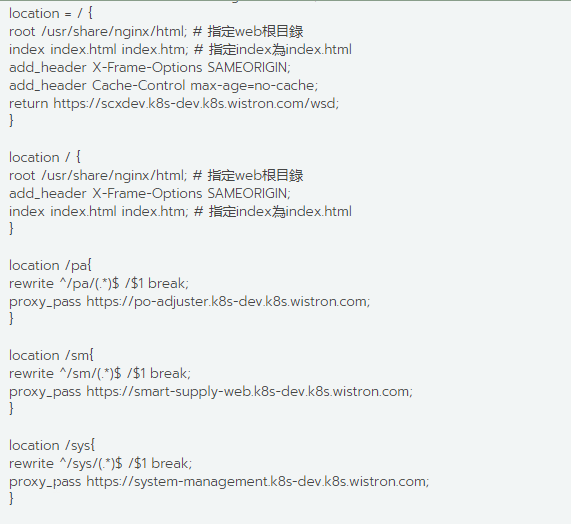 location = / {
root /usr/share/nginx/html; # 指定web根目錄
index index.html index.htm; # 指定index為index.html
add_header X-Frame-Options SAMEORIGIN;
add_header Cache-Control max-age=no-cache;
return https://scxdev.k8s-dev.k8s.wistron.com/wsd;
}
location / {
root /usr/share/nginx/html; # 指定web根目錄
add_header X-Frame-Options SAMEORIGIN;
index index.html index.htm; # 指定index為index.html
}
location /pa{
rewrite ^/pa/(.*)$ /$1 break;
proxy_pass https://po-adjuster.k8s-dev.k8s.wistron.com;
}
location /sm{
rewrite ^/sm/(.*)$ /$1 break;
proxy_pass https://smart-supply-web.k8s-dev.k8s.wistron.com;
}
location /sys{
rewrite ^/sys/(.*)$ /$1 break;
proxy_pass https://system-management.k8s-dev.k8s.wistron.com;
}